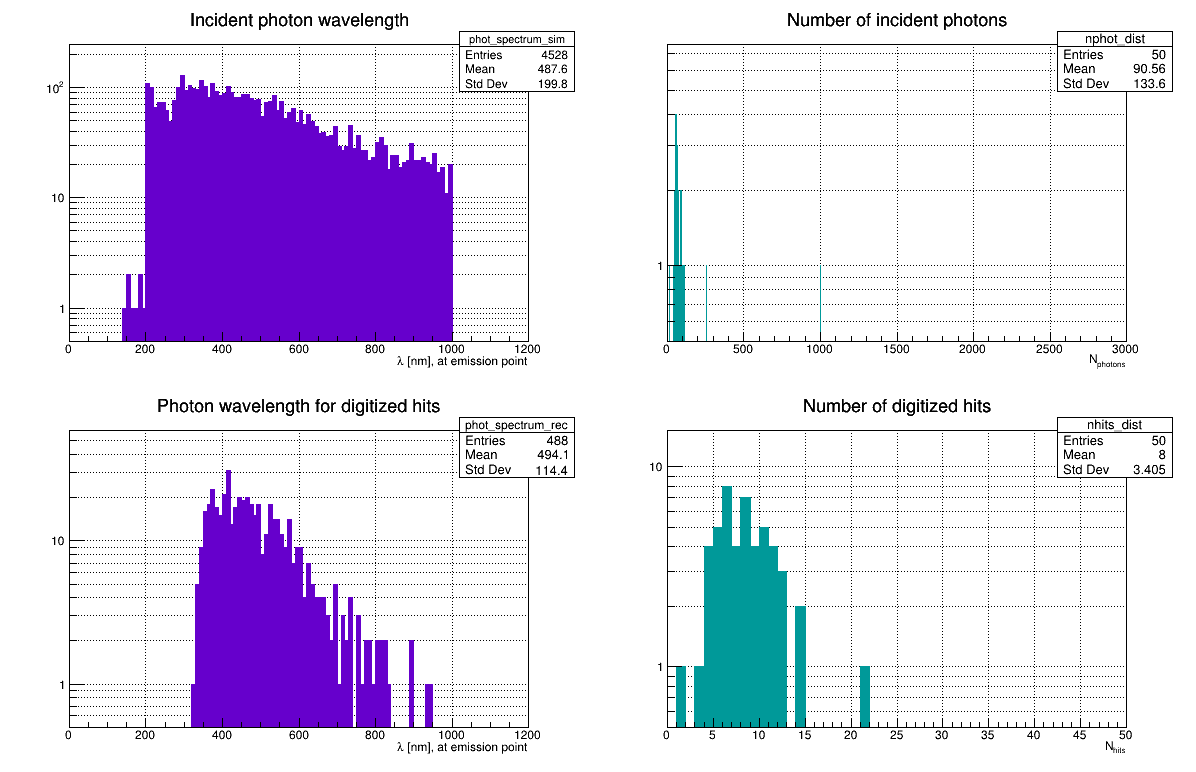 Incident photon wavelength
phot_spectrum_sim
Entries 4528
Mean 487.6
Std Dev 199.8
10²
10
1
0 200 400 600 800 1000 1200
λ [nm], at emission point
Number of incident photons
nphot_dist
Entries 50
Mean 90.56
Std Dev 133.6
1
0 500 1000 1500 2000 2500 3000
Nphotons
Photon wavelength for digitized hits
phot_spectrum_rec
Entries 488
Mean 494.1
Std Dev 114.4
10
1
0 200 400 600 800 1000 1200
λ [nm], at emission point
Number of digitized hits
nhits_dist
Entries 50
Mean 8
Std Dev 3.405
10
1
0 5 10 15 20 25 30 35 40 45 50
Nhits